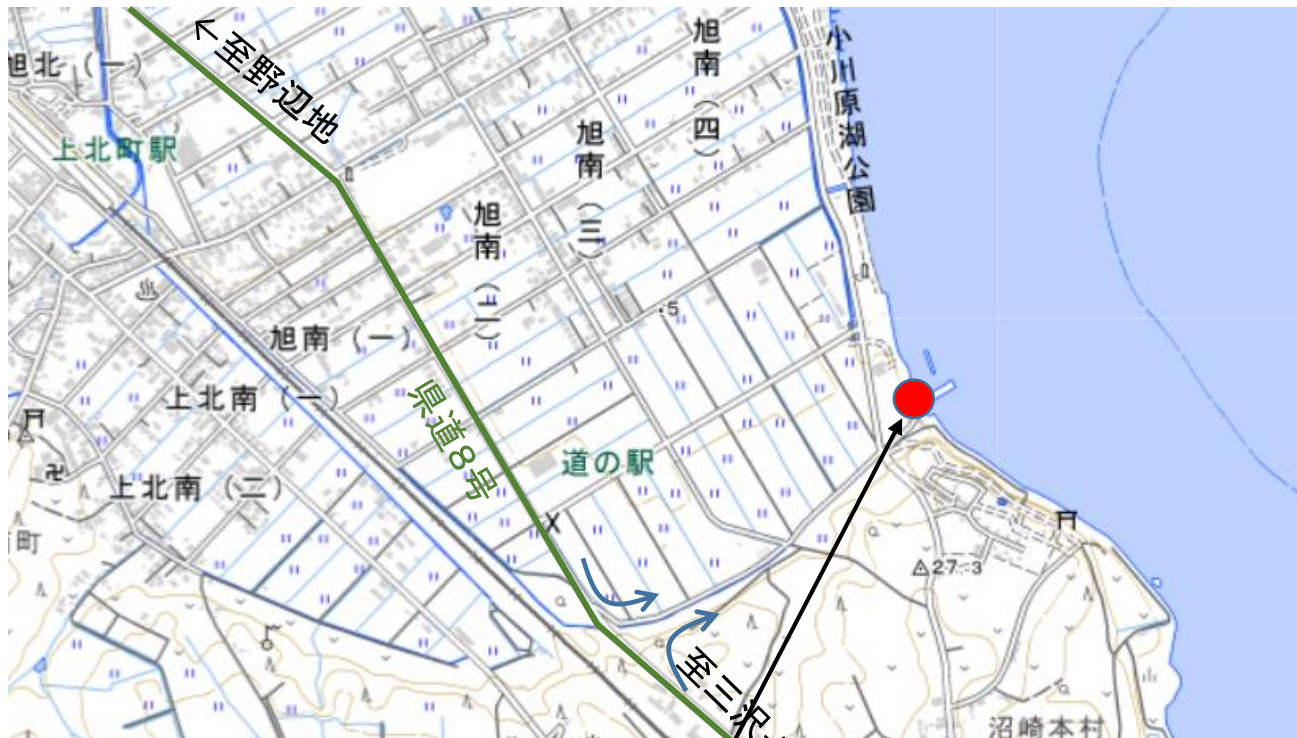 ←至野辺地
旭北（一）
上北町駅
旭南（四）
小川原湖公園
旭南（三）
旭南（二）
・5
旭南（一）
上北南（一）
県道8号
道の駅
上北南（二）
町
27.3
至三沢
沼崎本村